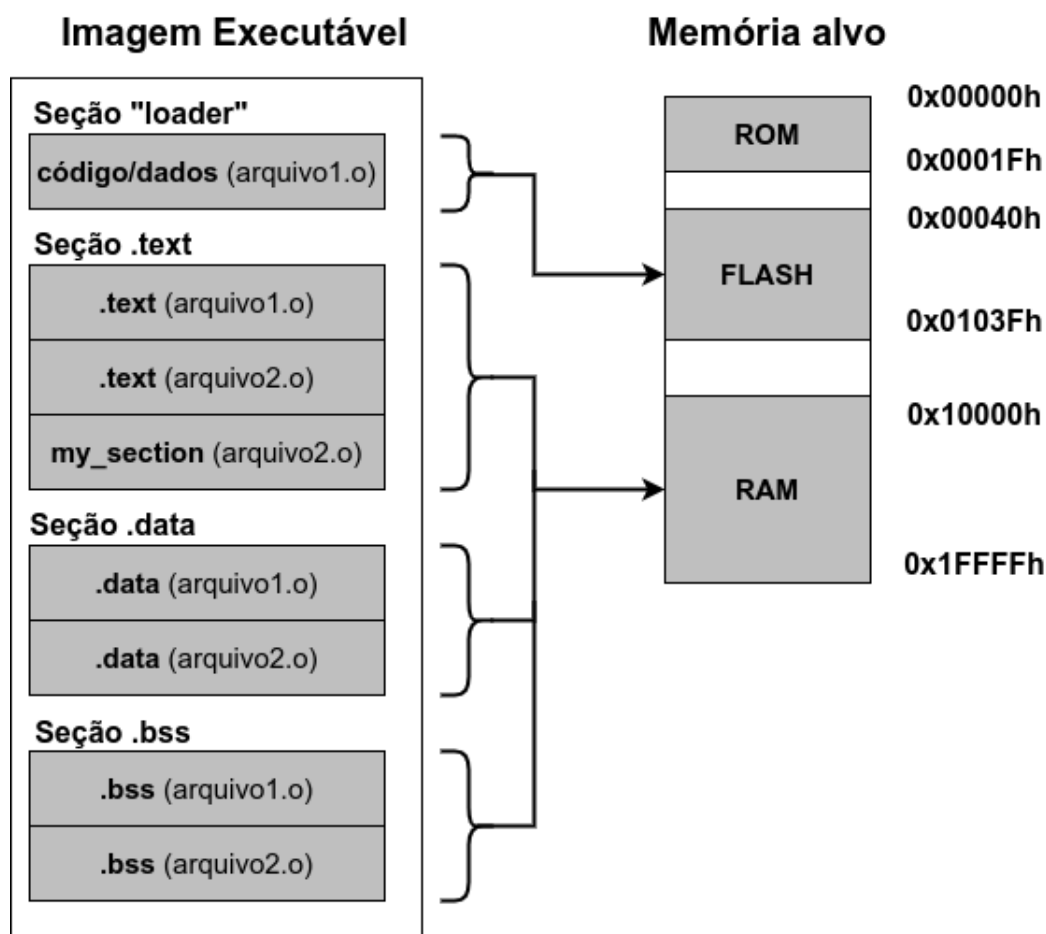 Imagem Executável
Seção "loader"
código/dados (arquivo1.o)
Seção .text
.text (arquivo1.o)
.text (arquivo2.o)
my_section (arquivo2.o)
Seção .data
.data (arquivo1.o)
.data (arquivo2.o)
Seção .bss
.bss (arquivo1.o)
.bss (arquivo2.o)
Memória alvo
0x00000h
ROM
0x0001Fh
0x00040h
FLASH
0x0103Fh
0x10000h
RAM
0x1FFFFh